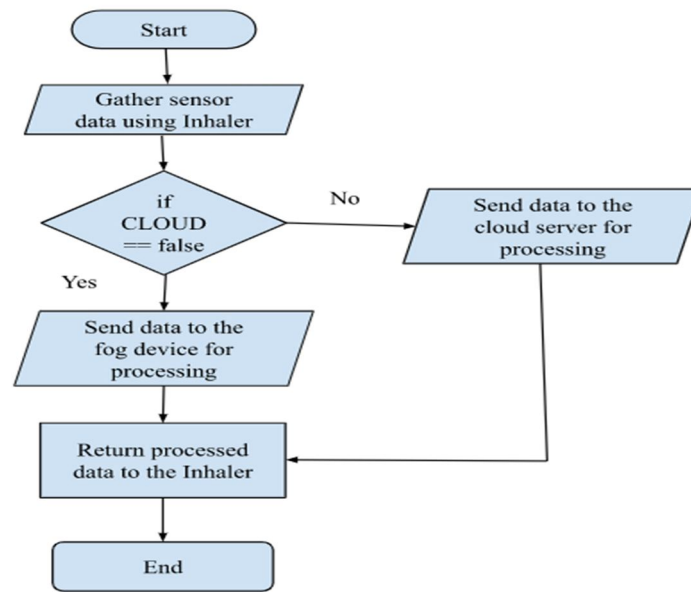 Start
Gather sensor
data using Inhaler
if
CLOUD
== false
No
Send data to the
cloud server for
processing
Yes
Send data to the
fog device for
processing
Return processed
data to the Inhaler
End